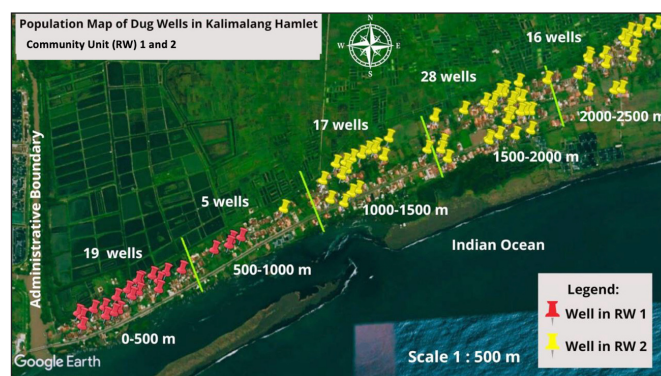 Population Map of Dug Wells in Kalimalang Hamlet
Community Unit (RW) 1 and 2
N
W
E
S
16 wells
28 wells
2000-2500 m
17 wells
1500-2000 m
5 wells
1000-1500 m
Administrative Boundary
19 wells
500-1000 m
Indian Ocean
0-500 m
Legend:
Well in RW 1
Well in RW 2
Google Earth
Scale 1 : 500 m